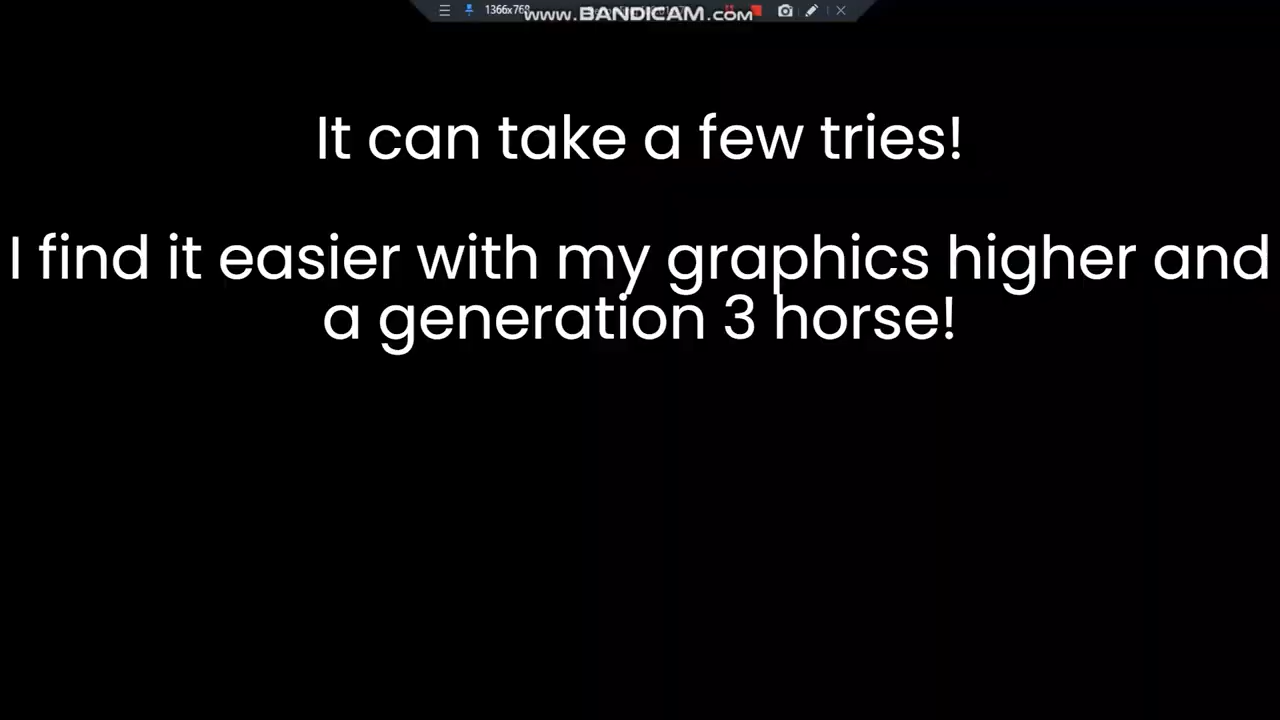 1366x768
www.BANDICAM.com
It can take a few tries!
I find it easier with my graphics higher and
a generation 3 horse!